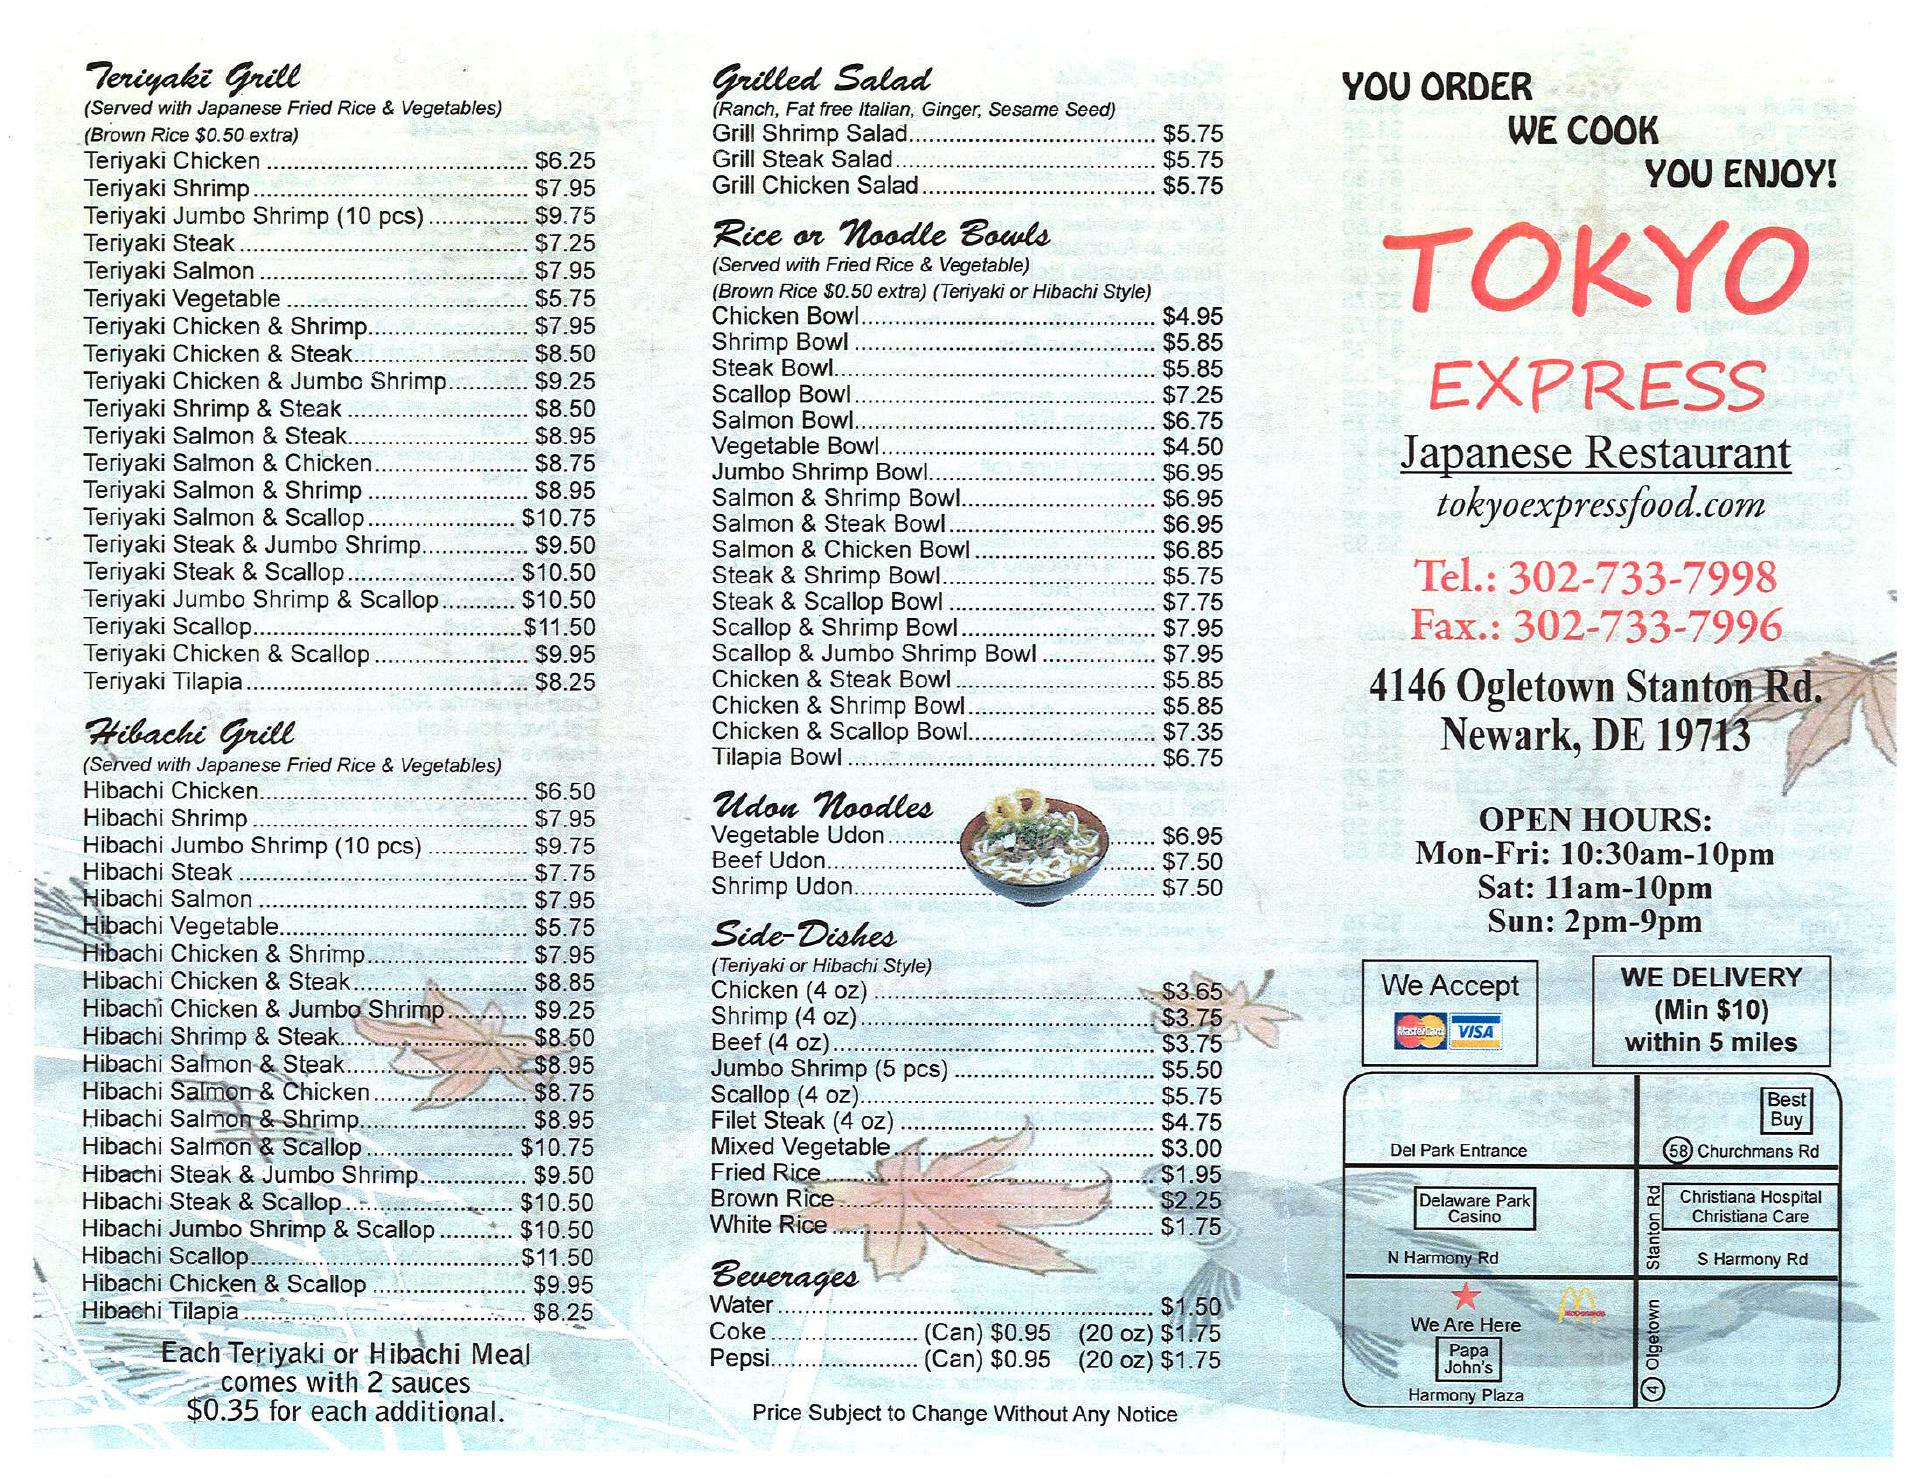 Teriyaki Grill
(Served with Japanese Fried Rice & Vegetables)
(Brown Rice $0.50 extra)
Teriyaki Chicken $6.25
Teriyaki Shrimp $7.95
Teriyaki Jumbo Shrimp (10 pcs) $9.75
Teriyaki Steak $7.25
Teriyaki Salmon $7.95
Teriyaki Vegetable $5.75
Teriyaki Chicken & Shrimp $7.95
Teriyaki Chicken & Steak $8.50
Teriyaki Chicken & Jumbo Shrimp $9.25
Teriyaki Shrimp & Steak $8.50
Teriyaki Salmon & Steak $8.95
Teriyaki Salmon & Chicken $8.75
Teriyaki Salmon & Shrimp $8.95
Teriyaki Salmon & Scallop $10.75
Teriyaki Steak & Jumbo Shrimp $9.50
Teriyaki Steak & Scallop $10.50
Teriyaki Jumbo Shrimp & Scallop $10.50
Teriyaki Scallop $11.50
Teriyaki Chicken & Scallop $9.95
Teriyaki Tilapia $8.25
Hibachi Grill
(Served with Japanese Fried Rice & Vegetables)
Hibachi Chicken $6.50
Hibachi Shrimp $7.95
Hibachi Jumbo Shrimp (10 pcs) $9.75
Hibachi Steak $7.75
Hibachi Salmon $7.95
Hibachi Vegetable $5.75
Hibachi Chicken & Shrimp $7.95
Hibachi Chicken & Steak $8.85
Hibachi Chicken & Jumbo Shrimp $9.25
Hibachi Shrimp & Steak $8.50
Hibachi Salmon & Steak $8.95
Hibachi Salmon & Chicken $8.75
Hibachi Salmon & Shrimp $8.95
Hibachi Salmon & Scallop $10.75
Hibachi Steak & Jumbo Shrimp $9.50
Hibachi Steak & Scallop $10.50
Hibachi Jumbo Shrimp & Scallop $10.50
Hibachi Scallop $11.50
Hibachi Chicken & Scallop $9.95
Hibachi Tilapia $8.25
Each Teriyaki or Hibachi Meal
comes with 2 sauces
$0.35 for each additional.
Grilled Salad
(Ranch, Fat free Italian, Ginger, Sesame Seed)
Grill Shrimp Salad $5.75
Grill Steak Salad $5.75
Grill Chicken Salad $5.75
Rice or Noodle Bowls
(Served with Fried Rice & Vegetable)
(Brown Rice $0.50 extra) (Teriyaki or Hibachi Style)
Chicken Bowl $4.95
Shrimp Bowl $5.85
Steak Bowl $5.85
Scallop Bowl $7.25
Salmon Bowl $6.75
Vegetable Bowl $4.50
Jumbo Shrimp Bowl $6.95
Salmon & Shrimp Bowl $6.95
Salmon & Steak Bowl $6.95
Salmon & Chicken Bowl $6.85
Steak & Shrimp Bowl $5.75
Steak & Scallop Bowl $7.75
Scallop & Shrimp Bowl $7.95
Scallop & Jumbo Shrimp Bowl $7.95
Chicken & Steak Bowl $5.85
Chicken & Shrimp Bowl $5.85
Chicken & Scallop Bowl $7.35
Tilapia Bowl $6.75
Udon Noodles
Vegetable Udon $6.95
Beef Udon $7.50
Shrimp Udon $7.50
Side-Dishes
(Teriyaki or Hibachi Style)
Chicken (4 oz) $3.65
Shrimp (4 oz) $3.75
Beef (4 oz) $3.75
Jumbo Shrimp (5 pcs) $5.50
Scallop (4 oz) $5.75
Filet Steak (4 oz) $4.75
Mixed Vegetable $3.00
Fried Rice $1.95
Brown Rice $2.25
White Rice $1.75
Beverages
Water $1.50
Coke (Can) $0.95 (20 oz) $1.75
Pepsi (Can) $0.95 (20 oz) $1.75
Price Subject to Change Without Any Notice
YOU ORDER
WE COOK
YOU ENJOY!
TOKYO
EXPRESS
Japanese Restaurant
tokyoexpressfood.com
Tel.: 302-733-7998
Fax.: 302-733-7996
4146 Ogletown Stanton Rd.
Newark, DE 19713
OPEN HOURS:
Mon-Fri: 10:30am-10pm
Sat: 11am-10pm
Sun: 2pm-9pm
We Accept
MasterCard VISA
WE DELIVERY
(Min $10)
within 5 miles
Best
Buy
Del Park Entrance
58 Churchmans Rd
Delaware Park
Casino
Stanton Rd
Christiana Hospital
Christiana Care
N Harmony Rd
S Harmony Rd
We Are Here
McDonald's
Papa
John's
Harmony Plaza
4 Olgetown